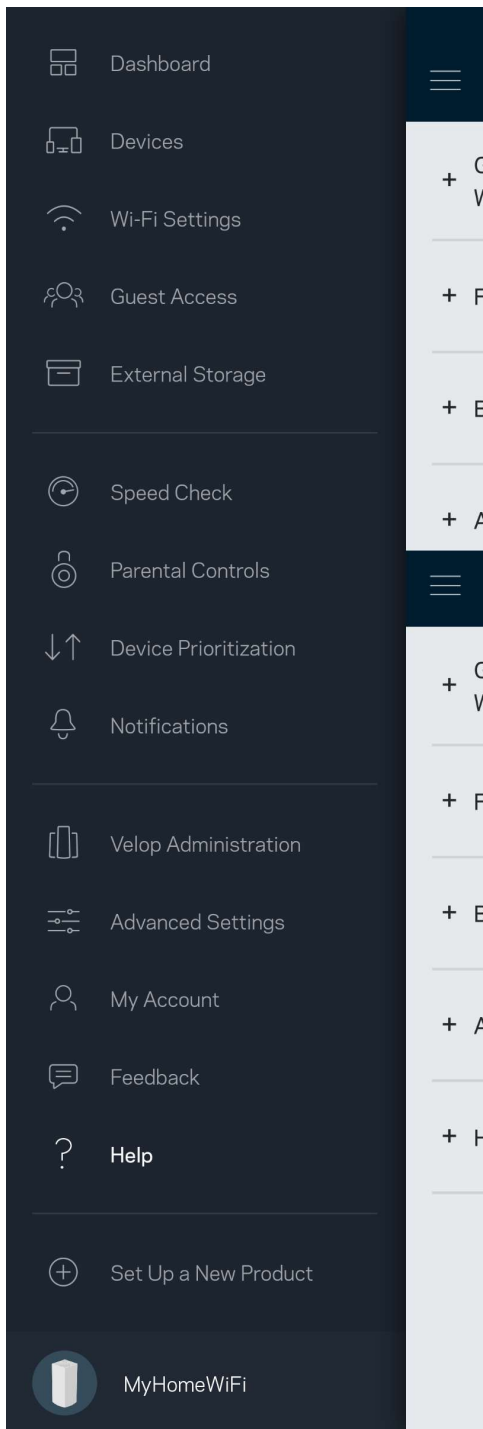 Dashboard
Devices
Wi-Fi Settings
Guest Access
External Storage
Speed Check
Parental Controls
Device Prioritization
Notifications
Velop Administration
Advanced Settings
My Account
Feedback
Help
Set Up a New Product
MyHomeWiFi